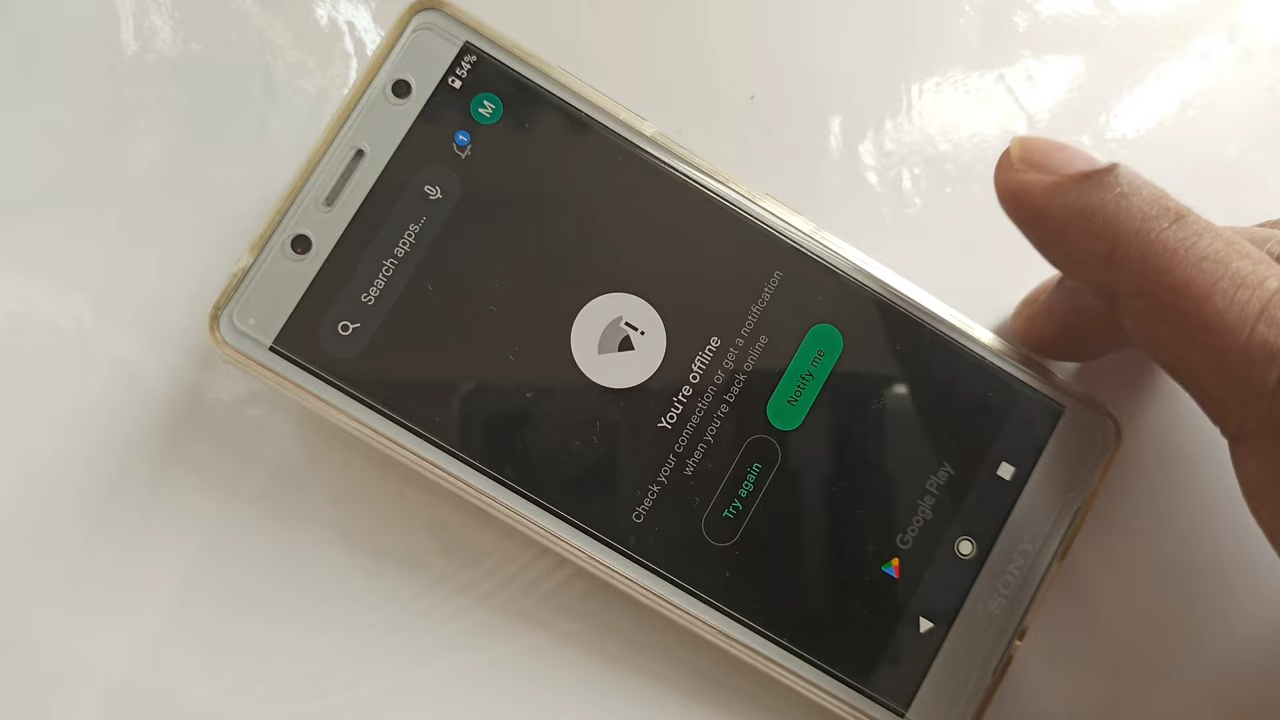 54%
M
1
Search apps...
You're offline
Check your connection or get a notification
when you're back online
Try again
Notify me
Google Play
SONY